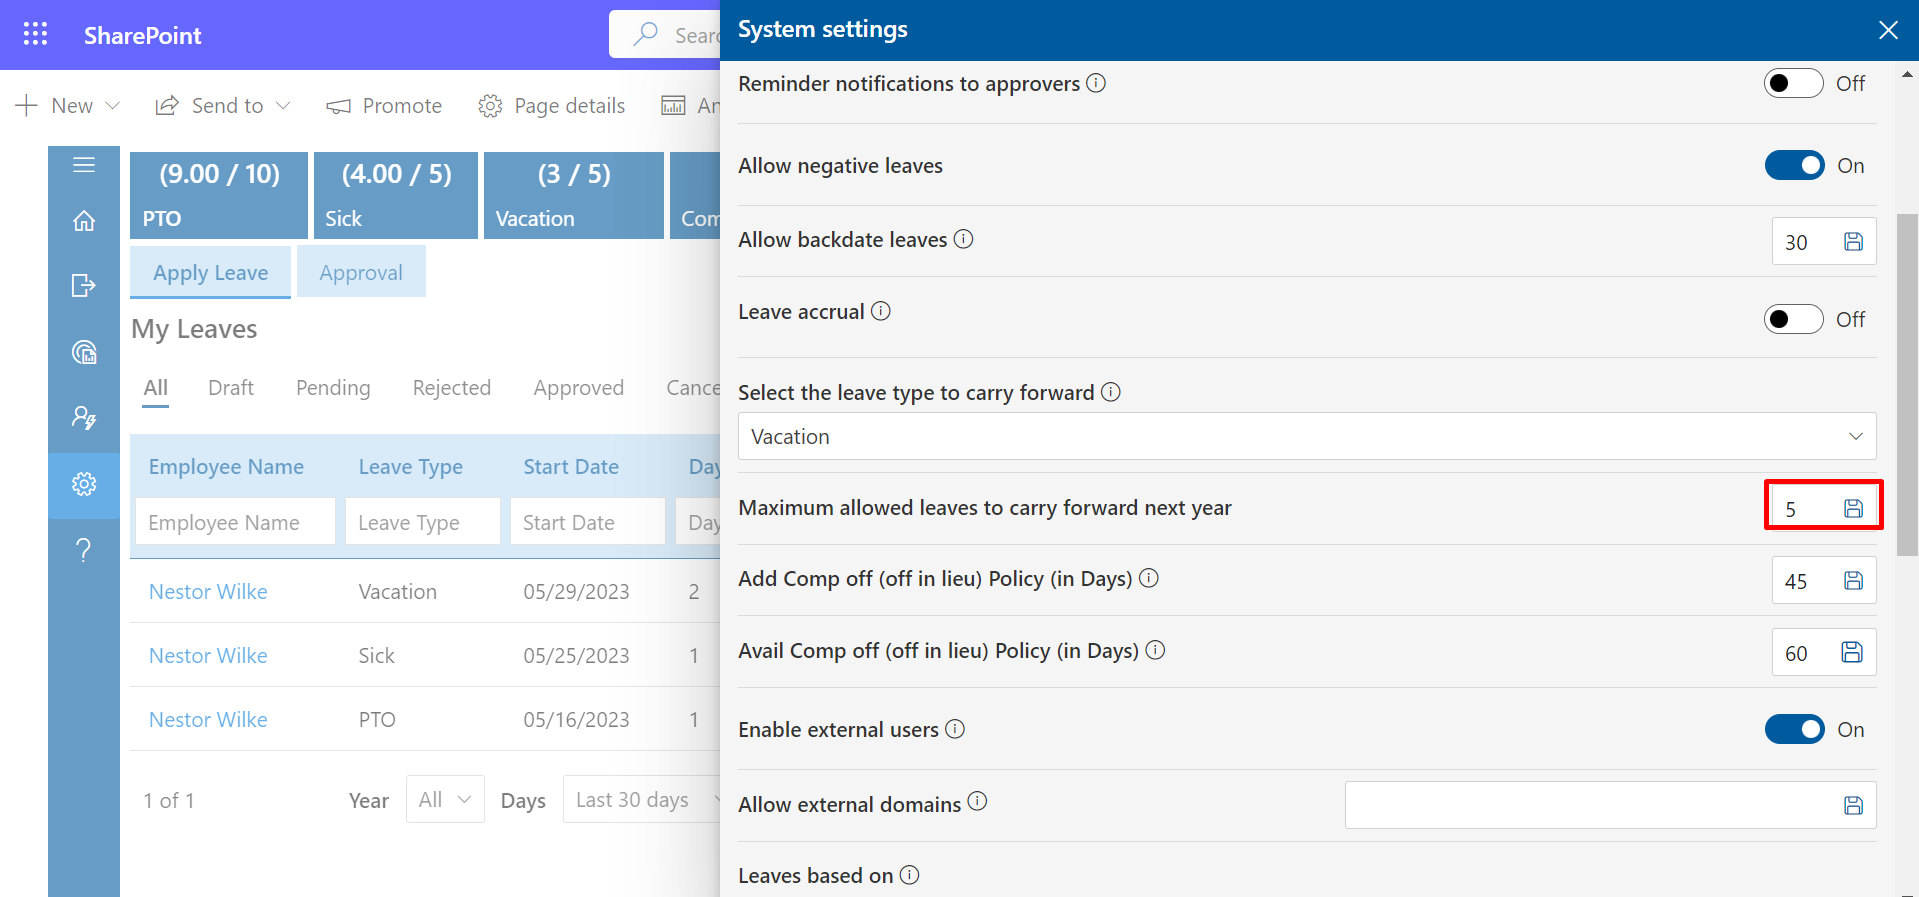 SharePoint
Sear
New
Send to
Promote
Page details
An
(9.00 / 10)
PTO
(4.00 / 5)
Sick
(3 / 5)
Vacation
Com
Apply Leave
Approval
My Leaves
All
Draft
Pending
Rejected
Approved
Cance
Employee Name
Leave Type
Start Date
Day
Employee Name
Leave Type
Start Date
Day
Nestor Wilke
Vacation
05/29/2023
2
Nestor Wilke
Sick
05/25/2023
1
Nestor Wilke
PTO
05/16/2023
1
1 of 1
Year
All
Days
Last 30 days
System settings
Reminder notifications to approvers
Off
Allow negative leaves
On
Allow backdate leaves
30
Leave accrual
Off
Select the leave type to carry forward
Vacation
Maximum allowed leaves to carry forward next year
5
Add Comp off (off in lieu) Policy (in Days)
45
Avail Comp off (off in lieu) Policy (in Days)
60
Enable external users
On
Allow external domains
Leaves based on